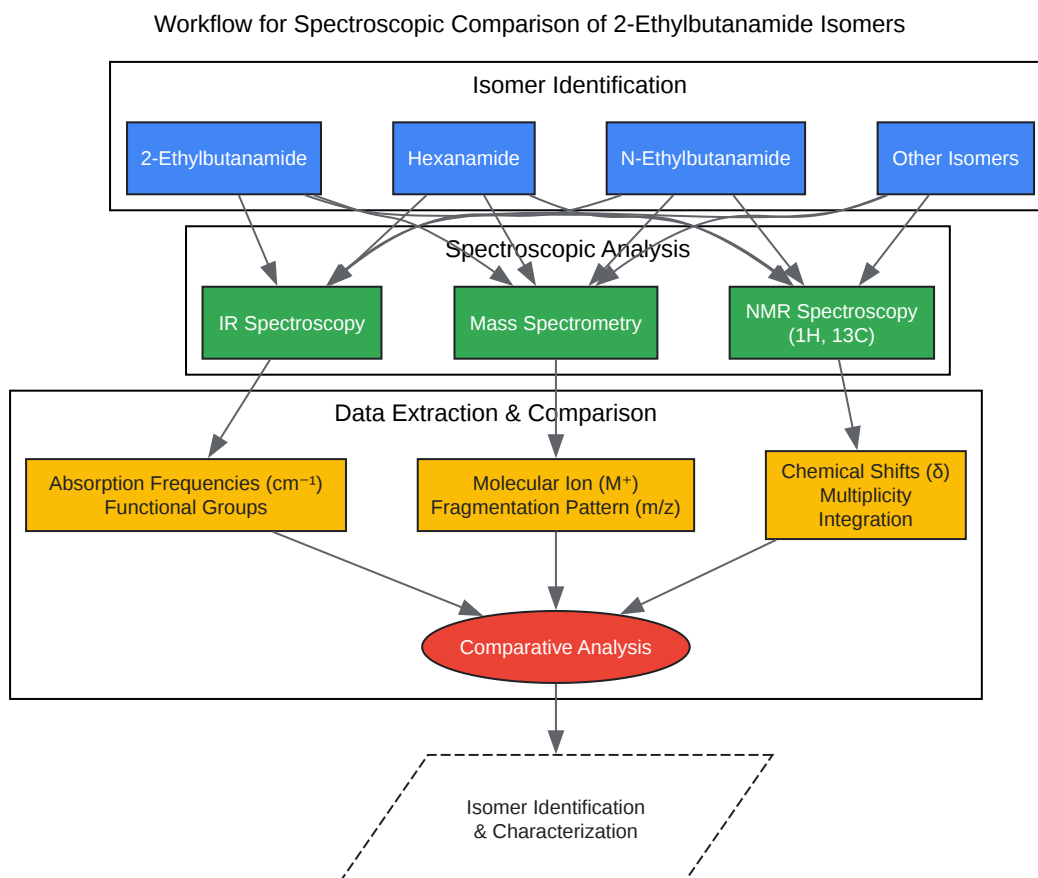 Workflow for Spectroscopic Comparison of 2-Ethylbutanamide Isomers
Isomer Identification
2-Ethylbutanamide
Hexanamide
N-Ethylbutanamide
Other Isomers
Spectroscopic Analysis
IR Spectroscopy
Mass Spectrometry
NMR Spectroscopy
(1H, 13C)
Data Extraction & Comparison
Absorption Frequencies (cm⁻¹)
Functional Groups
Molecular Ion (M⁺)
Fragmentation Pattern (m/z)
Chemical Shifts (δ)
Multiplicity
Integration
Comparative Analysis
Isomer Identification
& Characterization